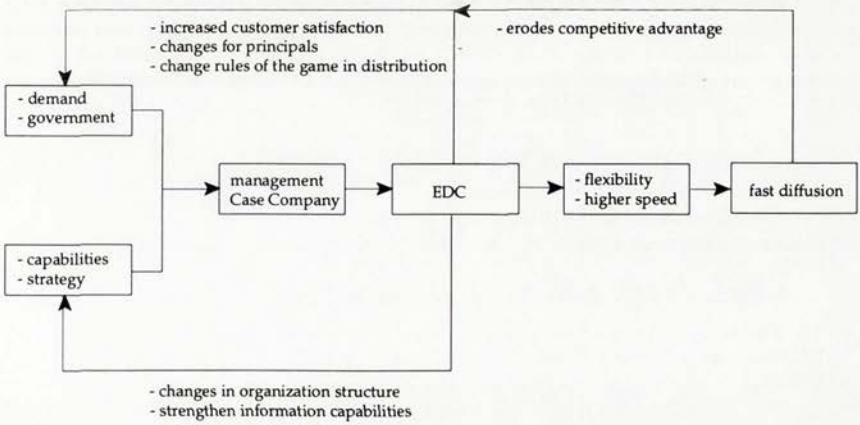 - increased customer satisfaction
- changes for principals
- change rules of the game in distribution
- erodes competitive advantage
- demand
- government
management
Case Company
EDC
- flexibility
- higher speed
fast diffusion
- capabilities
- strategy
- changes in organization structure
- strengthen information capabilities